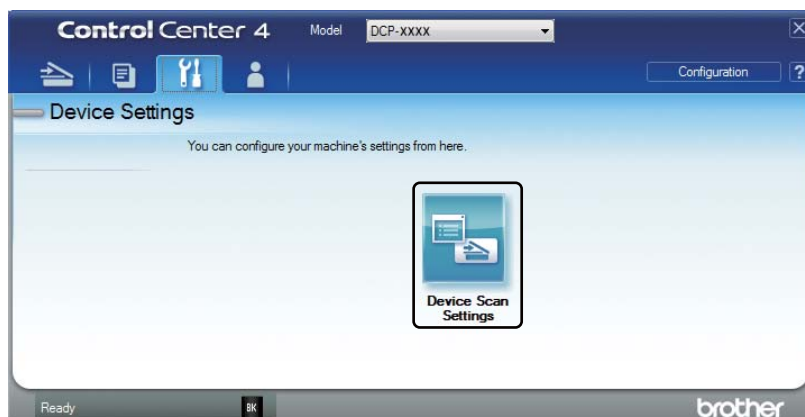 Control Center 4 Model DCP-XXXX
Configuration ?
Device Settings
You can configure your machine's settings from here.
Device Scan
Settings
Ready BK brother